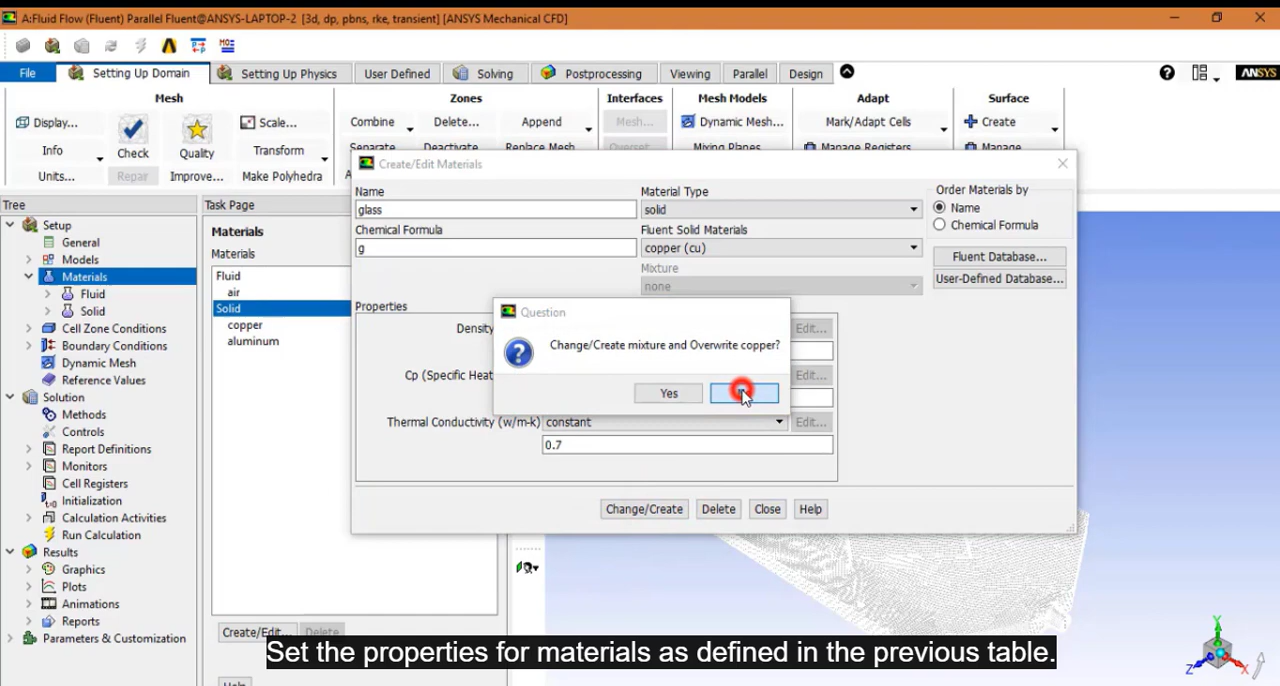 A:Fluid Flow (Fluent) Parallel Fluent@ANSYS-LAPTOP-2 [3d, dp, pbns, rke, transient] [ANSYS Mechanical CFD]
File
Setting Up Domain
Setting Up Physics
User Defined
Solving
Postprocessing
Viewing
Parallel
Design
ANSYS
Mesh
Zones
Interfaces
Mesh Models
Adapt
Surface
Display...
Info
Units...
Check
Repair
Quality
Improve...
Scale...
Transform
Make Polyhedra
Combine
Delete...
Append
Separate
Deactivate
Replace Mesh
Mesh...
Overset
Dynamic Mesh...
Mixing Planes
Mark/Adapt Cells
Manage Registers
Create
Manage
Tree
Setup
General
Models
Materials
Fluid
Solid
Cell Zone Conditions
Boundary Conditions
Dynamic Mesh
Reference Values
Solution
Methods
Controls
Report Definitions
Monitors
Cell Registers
Initialization
Calculation Activities
Run Calculation
Results
Graphics
Plots
Animations
Reports
Parameters & Customization
Task Page
Materials
Materials
Fluid
air
Solid
copper
aluminum
Create/Edit...
Delete
Help
Create/Edit Materials
Name
glass
Chemical Formula
g
Material Type
solid
Fluent Solid Materials
copper (cu)
Mixture
none
Order Materials by
Name
Chemical Formula
Fluent Database...
User-Defined Database...
Properties
Density
Edit...
Cp (Specific Heat
Edit...
Thermal Conductivity (w/m-k)
constant
Edit...
0.7
Question
Change/Create mixture and Overwrite copper?
Yes
Change/Create
Delete
Close
Help
Set the properties for materials as defined in the previous table.
Y
Z
X